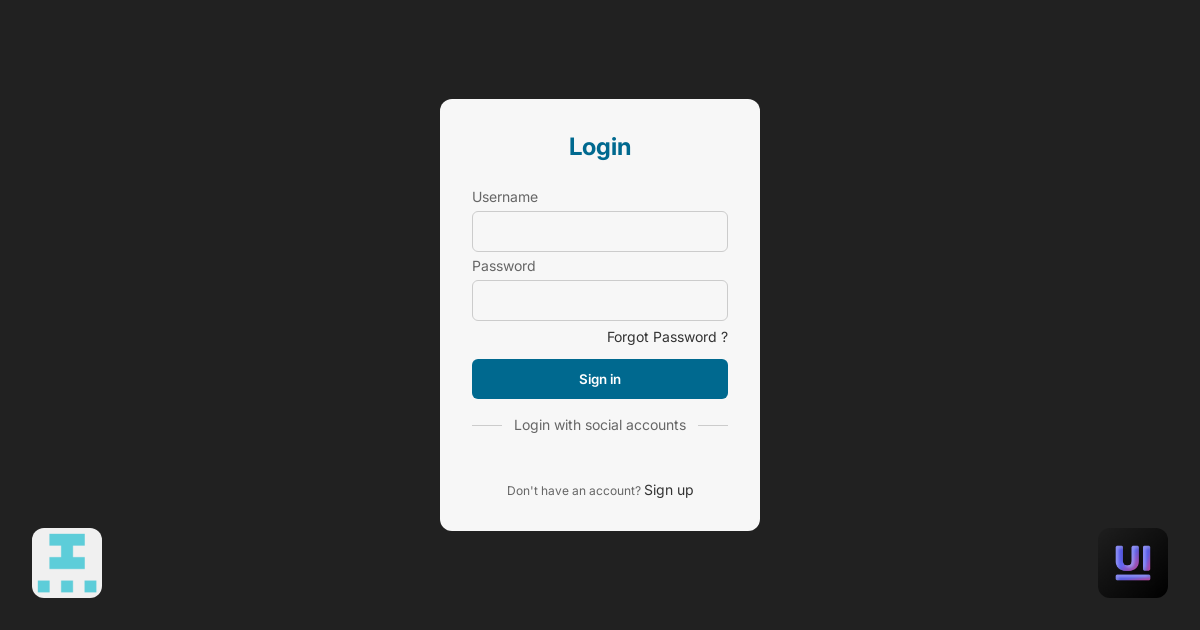 Login
Username
Password
Forgot Password ?
Sign in
Login with social accounts
Don't have an account? Sign up
UI